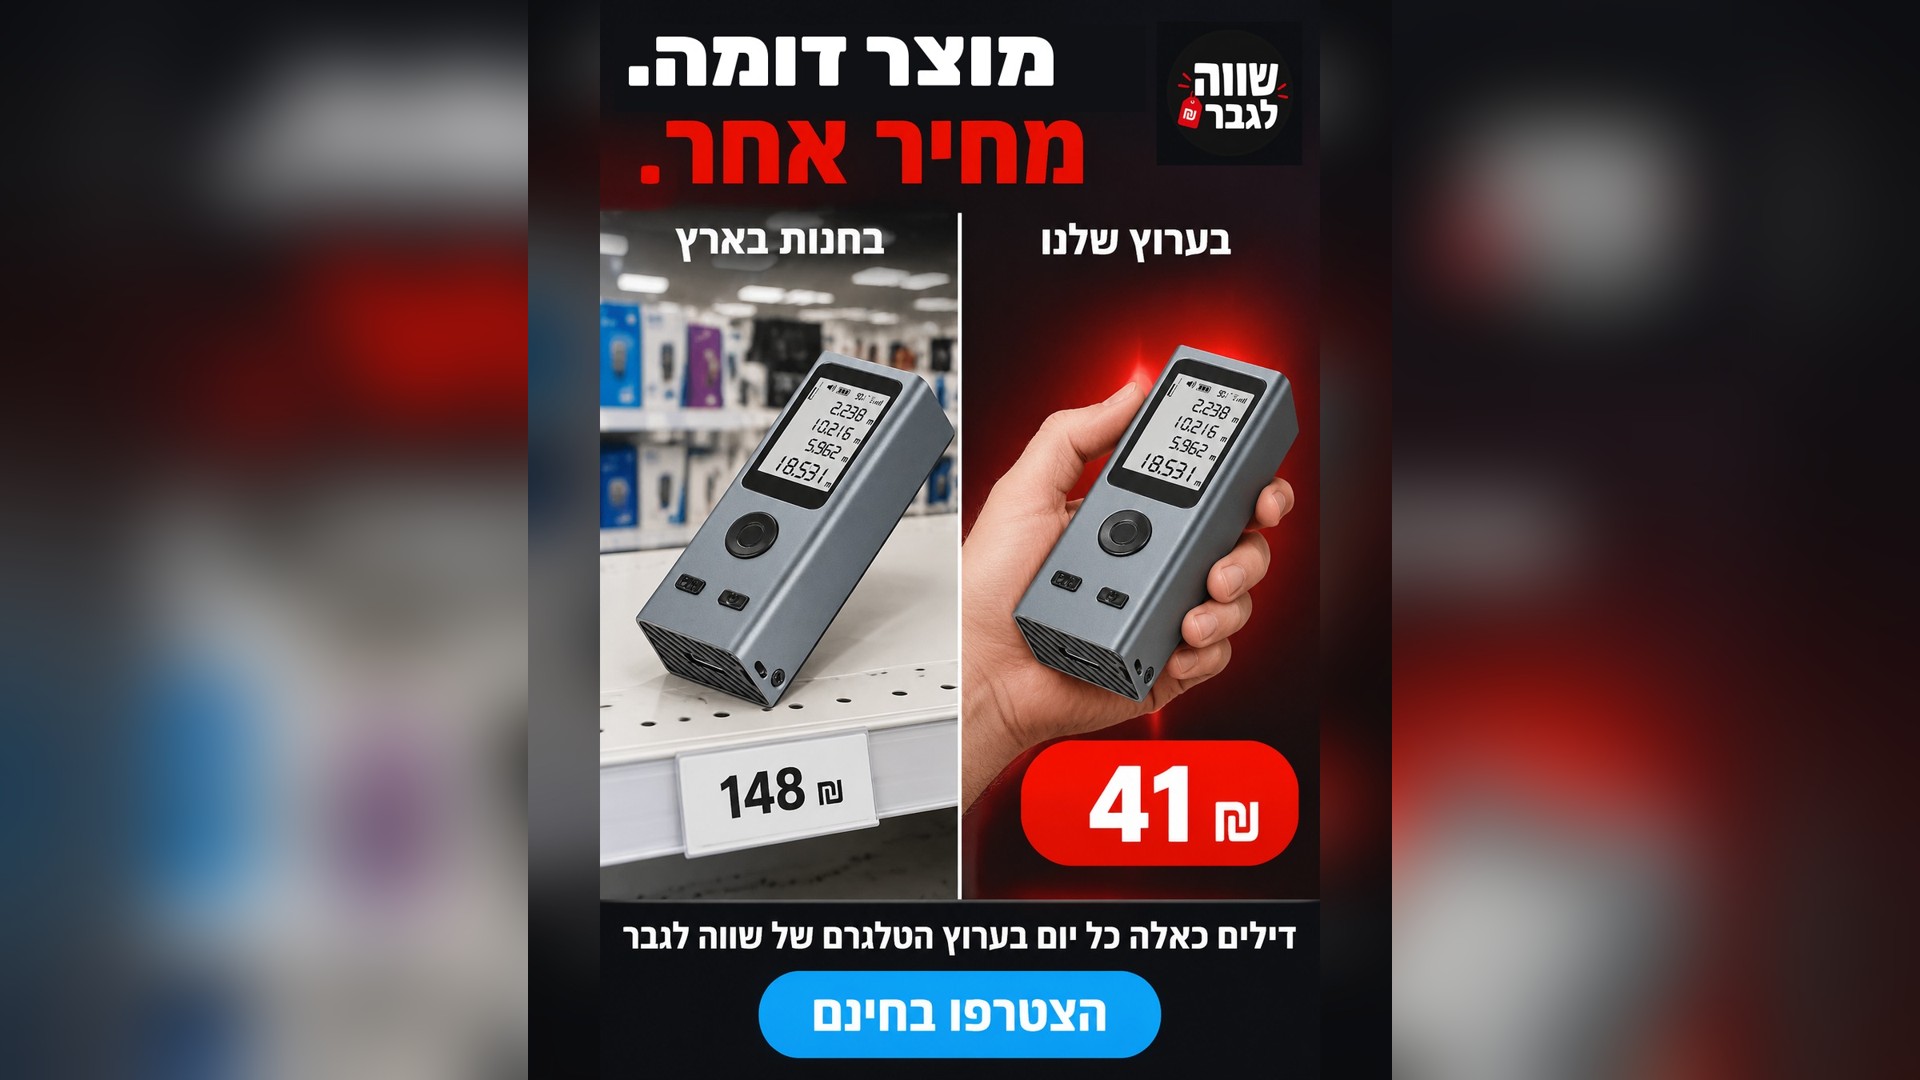 מוצר דומה.
מחיר אחר.
שווה
לגבר
₪
בחנות בארץ
בערוץ שלנו
2.238 m
10.216 m
5.962 m
18.531 m
2.238 m
10.216 m
5.962 m
18.531 m
148 ₪
41 ₪
דילים כאלה כל יום בערוץ הטלגרם של שווה לגבר
הצטרפו בחינם